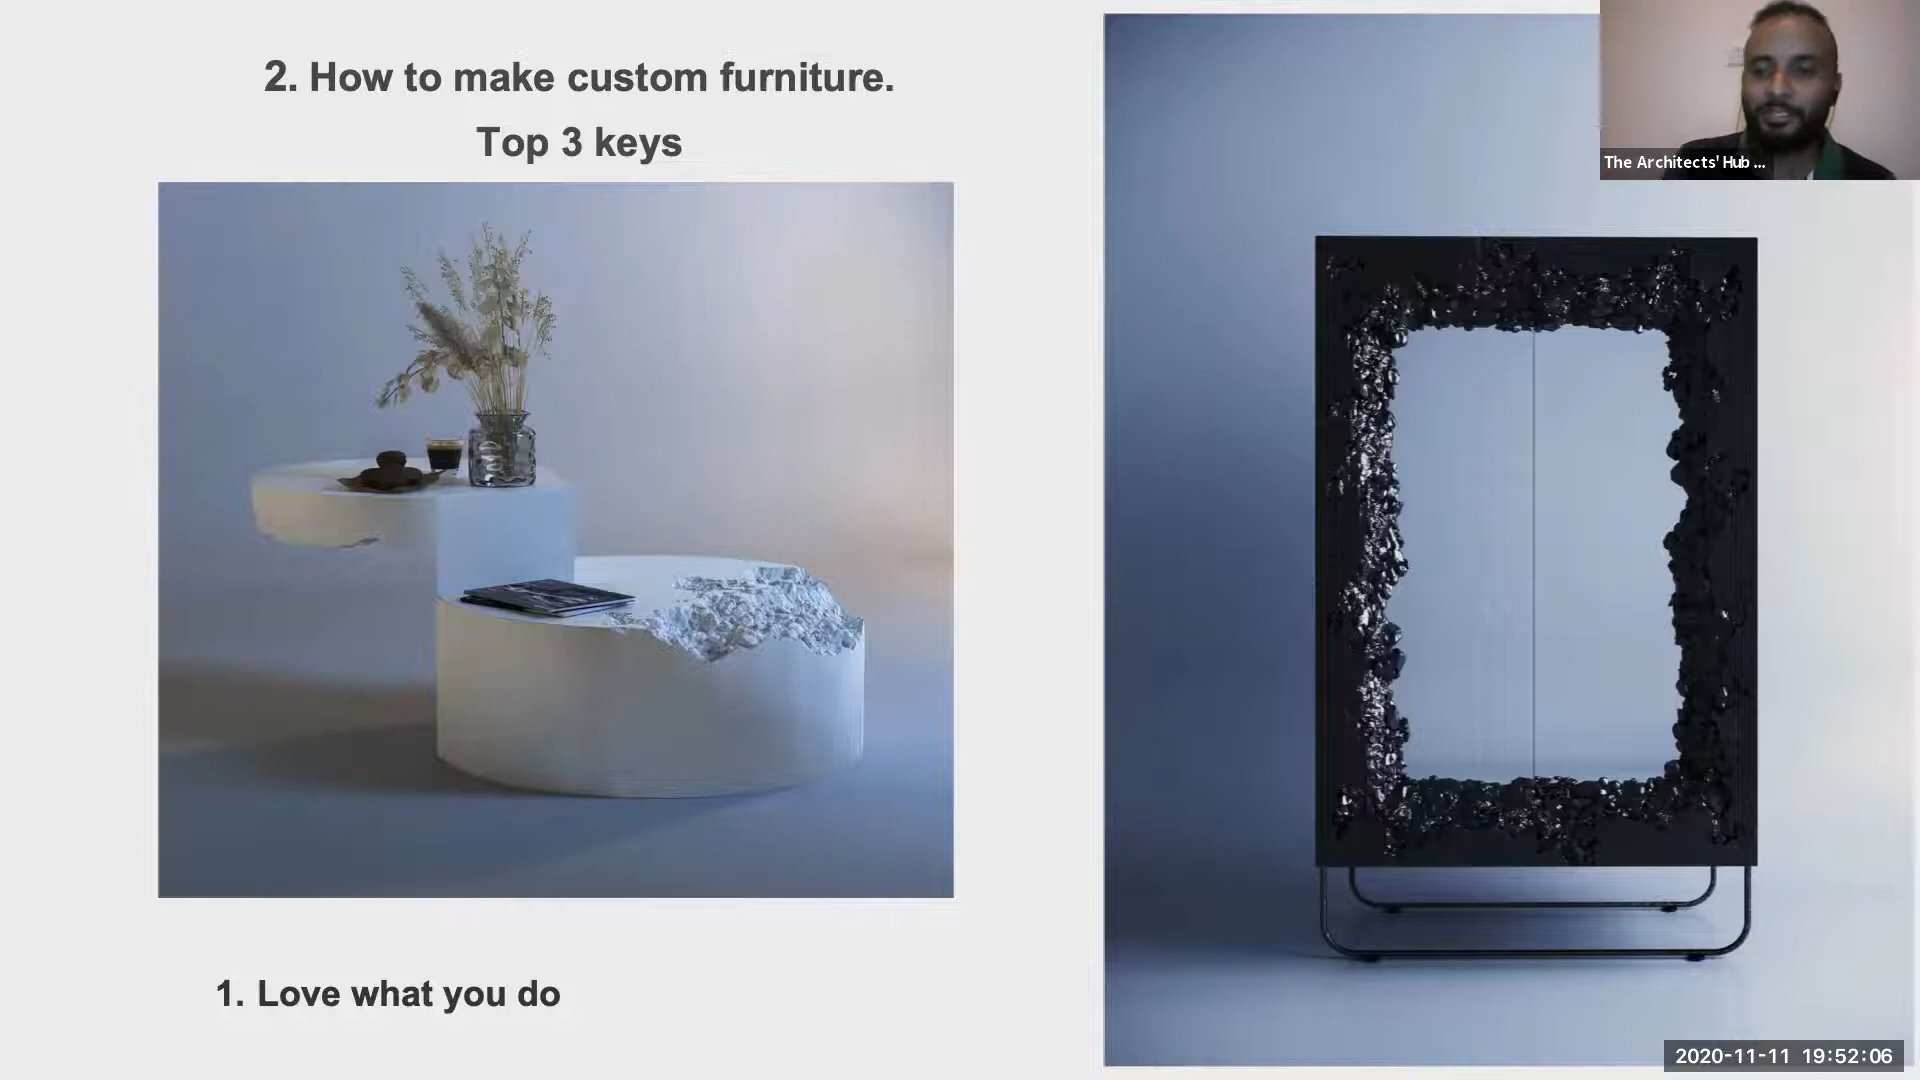 2. How to make custom furniture.
Top 3 keys
The Architects' Hub ...
1. Love what you do
2020-11-11 19:52:06